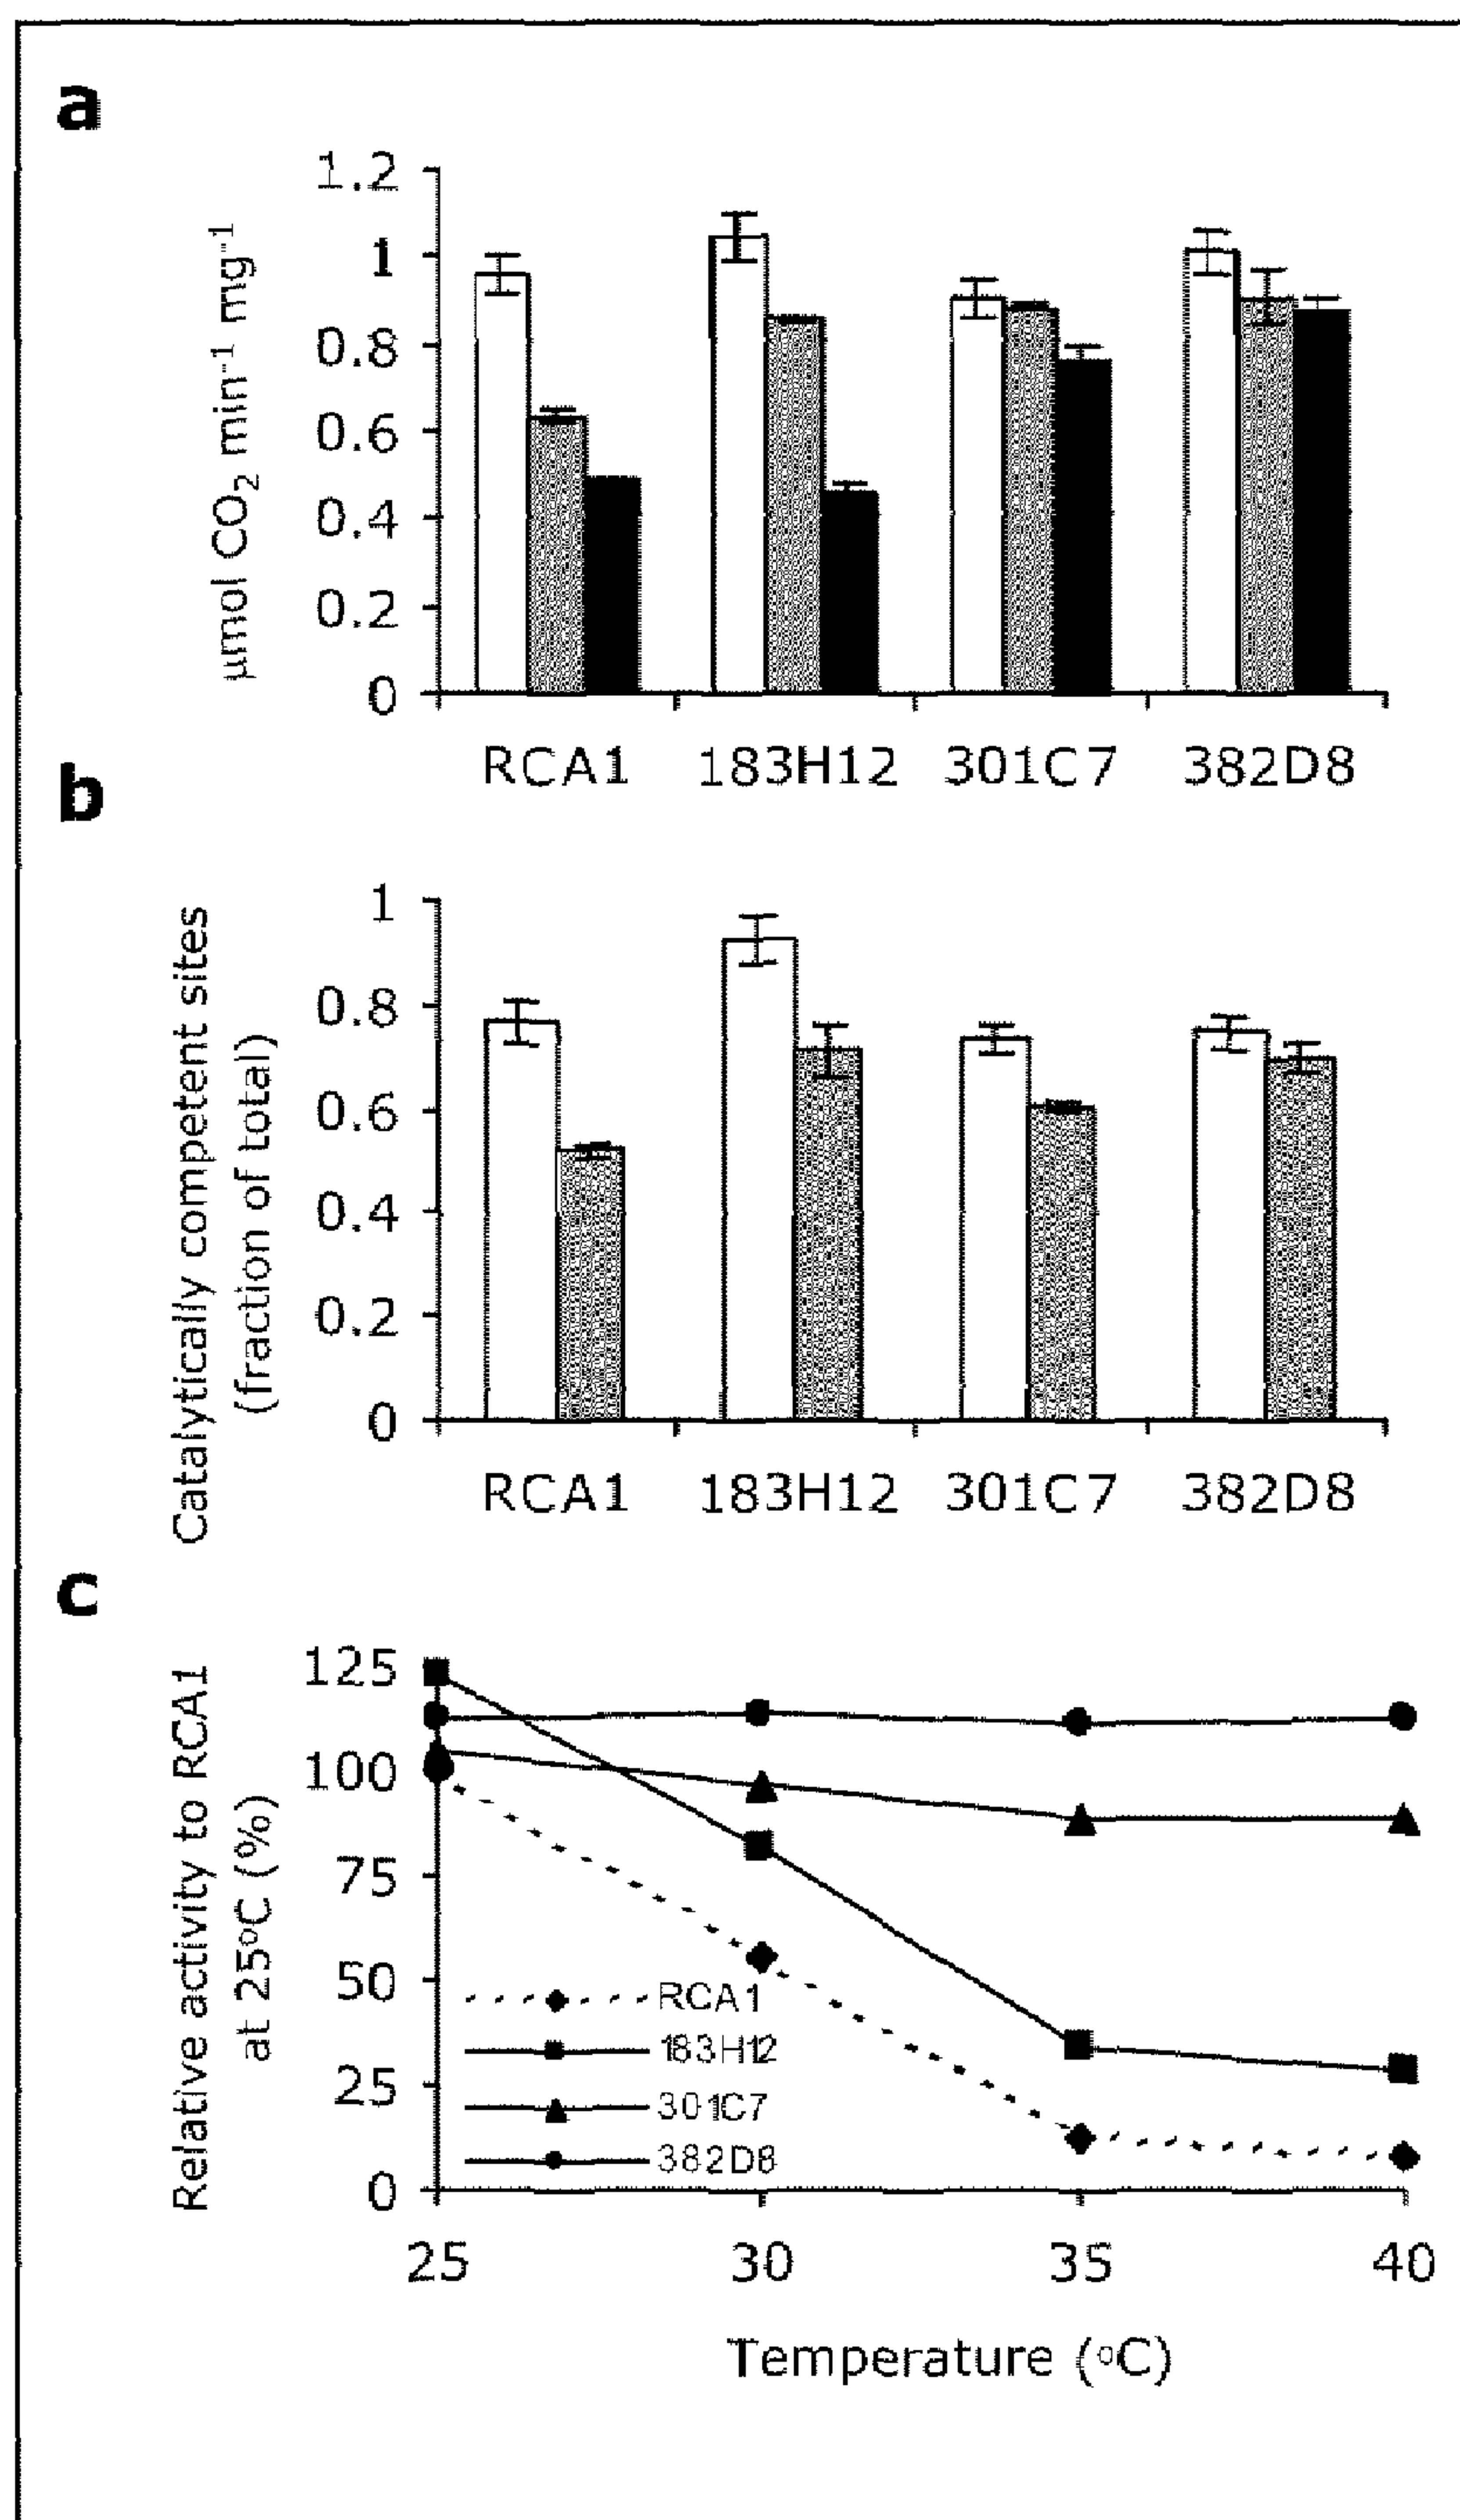 a
µmol CO₂ min⁻¹ mg⁻¹
1.2
1
0.8
0.6
0.4
0.2
0
RCA1 183H12 301C7 382D8
b
Catalytically competent sites
(fraction of total)
1
0.8
0.6
0.4
0.2
0
RCA1 183H12 301C7 382D8
c
Relative activity to RCA1
at 25ºC (%)
125
100
75
50
25
0
RCA1
183H12
301C7
382D8
25 30 35 40
Temperature (ºC)